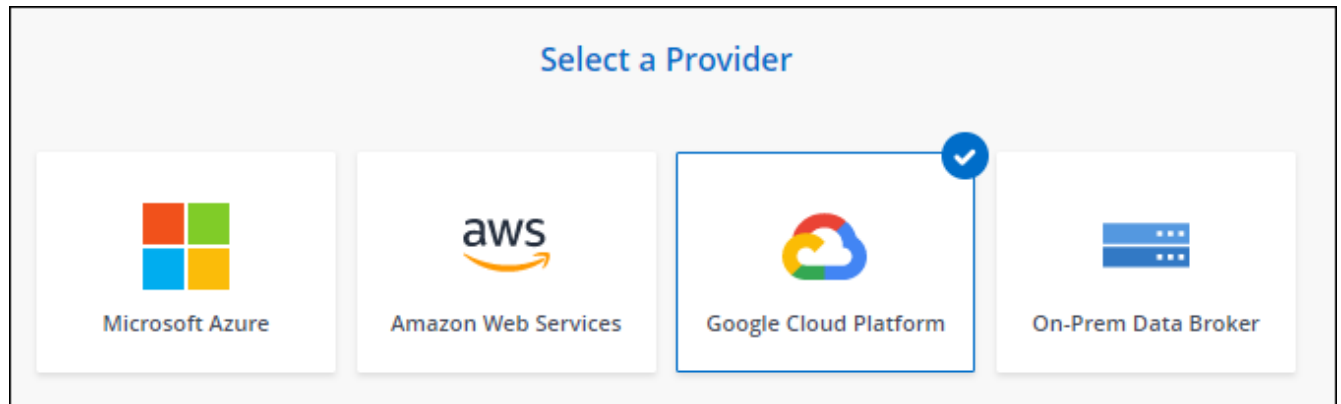 Select a Provider
aws
Microsoft Azure
Amazon Web Services
Google Cloud Platform
On-Prem Data Broker